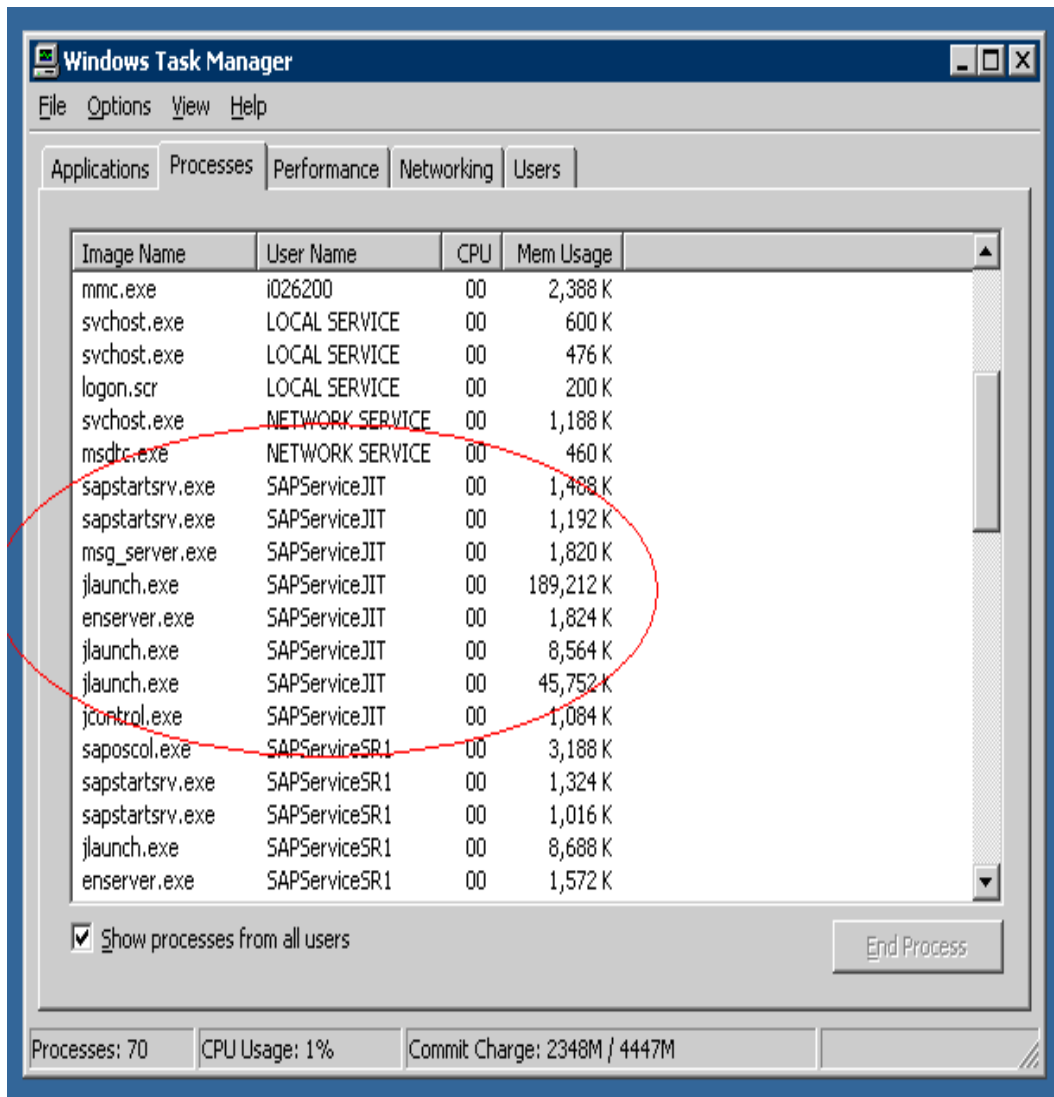 Windows Task Manager
File Options View Help
Applications Processes Performance Networking Users
Image Name User Name CPU Mem Usage
mmc.exe i026200 00 2,388 K
svchost.exe LOCAL SERVICE 00 600 K
svchost.exe LOCAL SERVICE 00 476 K
logon.scr LOCAL SERVICE 00 200 K
svchost.exe NETWORK SERVICE 00 1,188 K
msdtc.exe NETWORK SERVICE 00 460 K
sapstartsrv.exe SAPServiceJIT 00 1,488 K
sapstartsrv.exe SAPServiceJIT 00 1,192 K
msg_server.exe SAPServiceJIT 00 1,820 K
jlaunch.exe SAPServiceJIT 00 189,212 K
enserver.exe SAPServiceJIT 00 1,824 K
jlaunch.exe SAPServiceJIT 00 8,564 K
jlaunch.exe SAPServiceJIT 00 45,752 K
jcontrol.exe SAPServiceJIT 00 1,084 K
saposcol.exe SAPServiceSR1 00 3,188 K
sapstartsrv.exe SAPServiceSR1 00 1,324 K
sapstartsrv.exe SAPServiceSR1 00 1,016 K
jlaunch.exe SAPServiceSR1 00 8,688 K
enserver.exe SAPServiceSR1 00 1,572 K
Show processes from all users
End Process
Processes: 70 CPU Usage: 1% Commit Charge: 2348M / 4447M